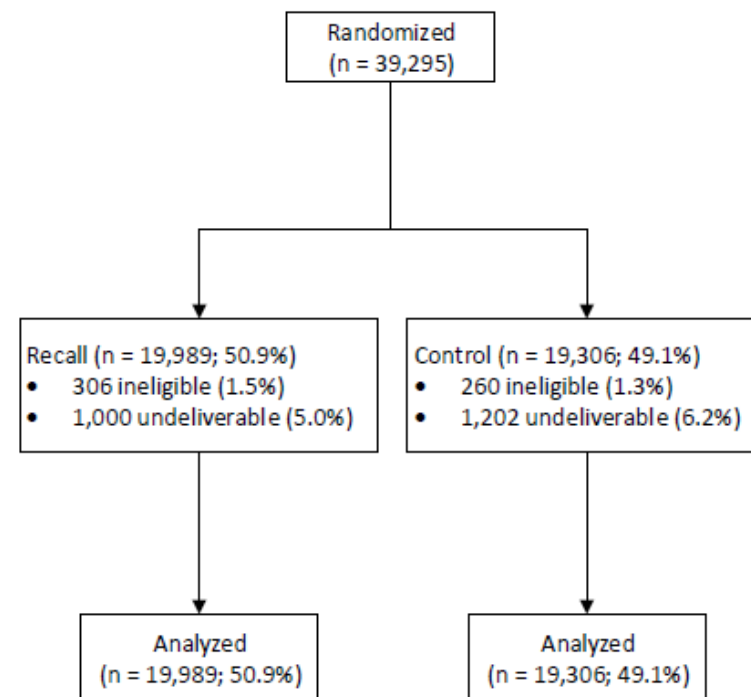 Randomized
(n = 39,295)
Recall (n = 19,989; 50.9%)
• 306 ineligible (1.5%)
• 1,000 undeliverable (5.0%)
Control (n = 19,306; 49.1%)
• 260 ineligible (1.3%)
• 1,202 undeliverable (6.2%)
Analyzed
(n = 19,989; 50.9%)
Analyzed
(n = 19,306; 49.1%)